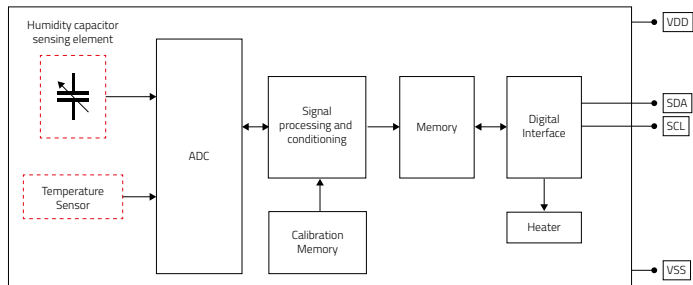 Humidity capacitor
sensing element
VDD
Signal
processing and
conditioning
Memory
Digital
Interface
SDA
SCL
ADC
Temperature
Sensor
Calibration
Memory
Heater
VSS